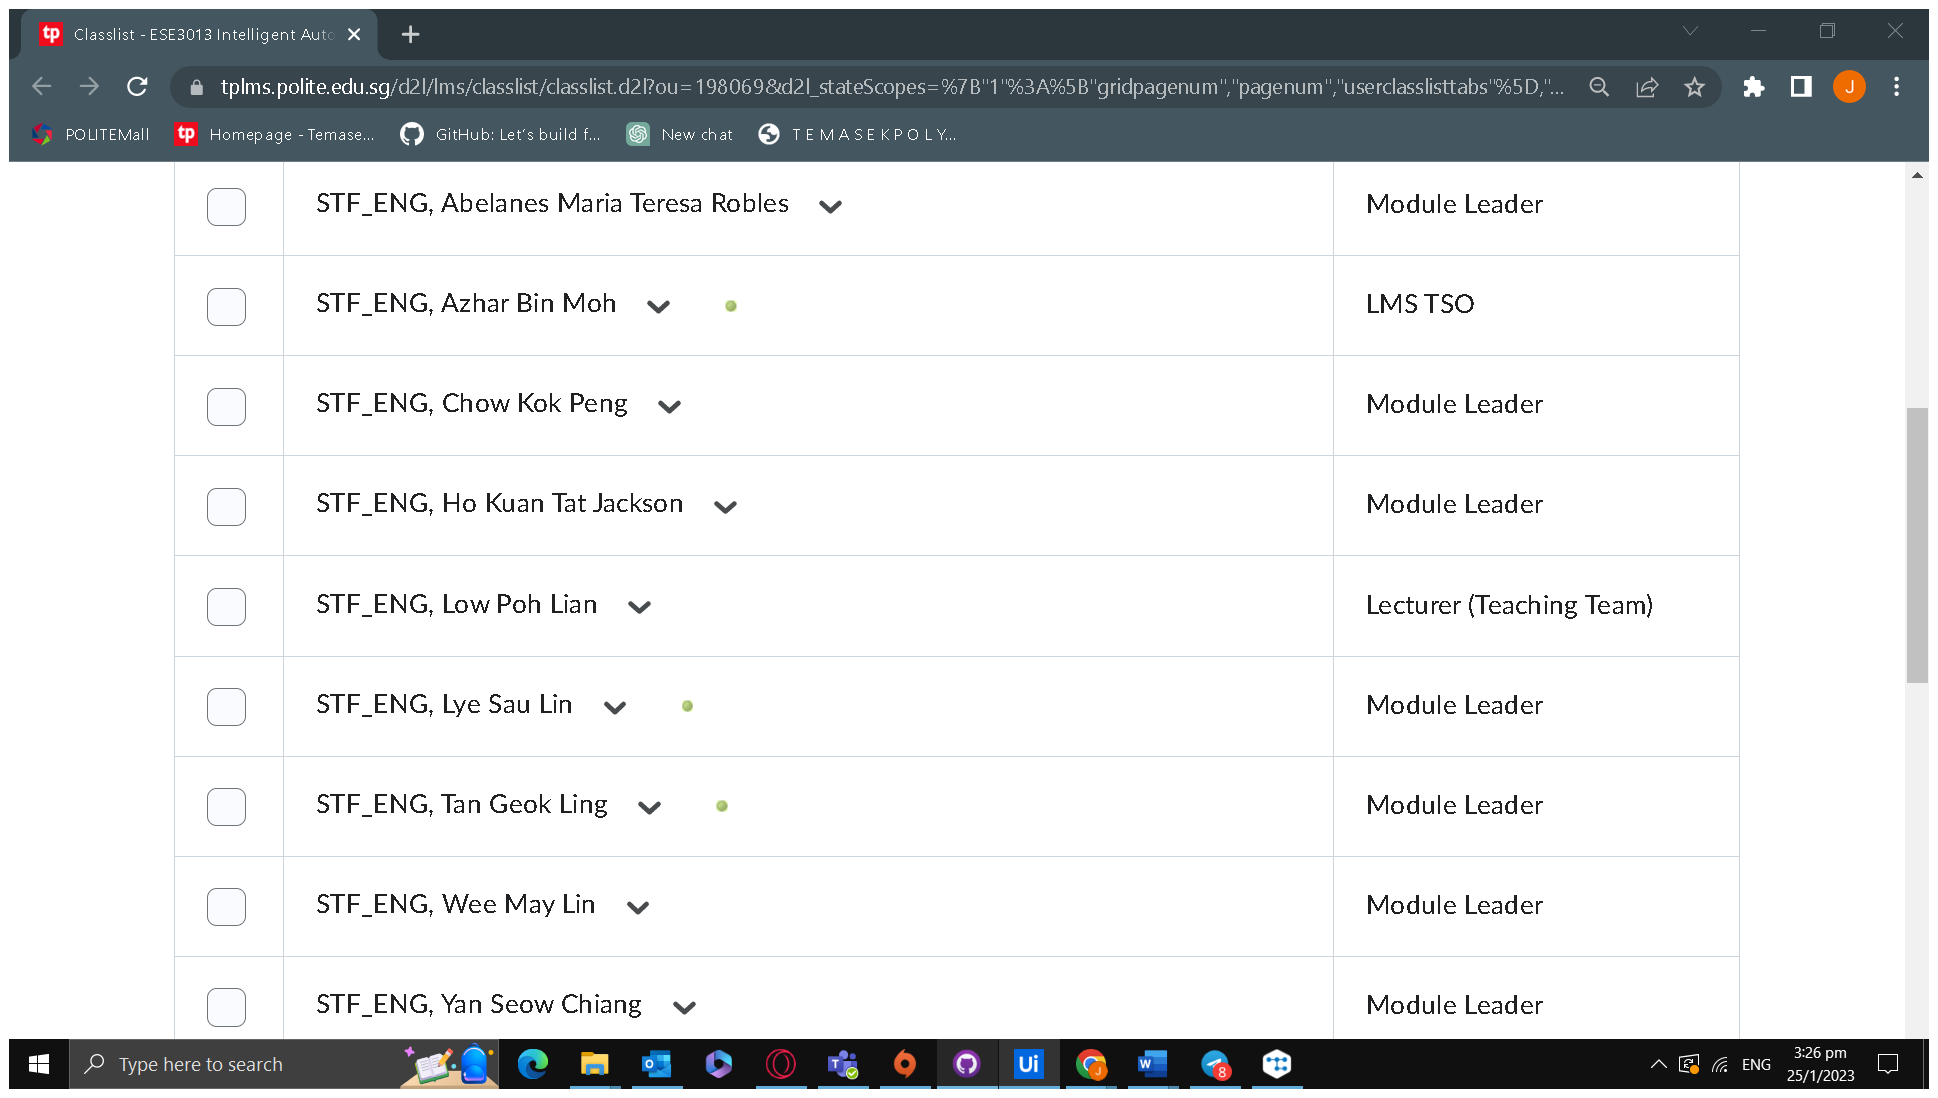 tp Classlist - ESE3013 Intelligent Auto
tplms.polite.edu.sg/d2l/lms/classlist/classlist.d2l?ou=198069&d2l_stateScopes=%7B"1"%3A%5B"gridpagenum","pagenum","userclasslisttabs"%5D,"...
J
POLITEMall tp Homepage - Temase... GitHub: Let's build f... New chat T E M A S E K P O L Y...
STF_ENG, Abelanes Maria Teresa Robles Module Leader
STF_ENG, Azhar Bin Moh LMS TSO
STF_ENG, Chow Kok Peng Module Leader
STF_ENG, Ho Kuan Tat Jackson Module Leader
STF_ENG, Low Poh Lian Lecturer (Teaching Team)
STF_ENG, Lye Sau Lin Module Leader
STF_ENG, Tan Geok Ling Module Leader
STF_ENG, Wee May Lin Module Leader
STF_ENG, Yan Seow Chiang Module Leader
Type here to search Ui J W 8 ENG 3:26 pm
25/1/2023